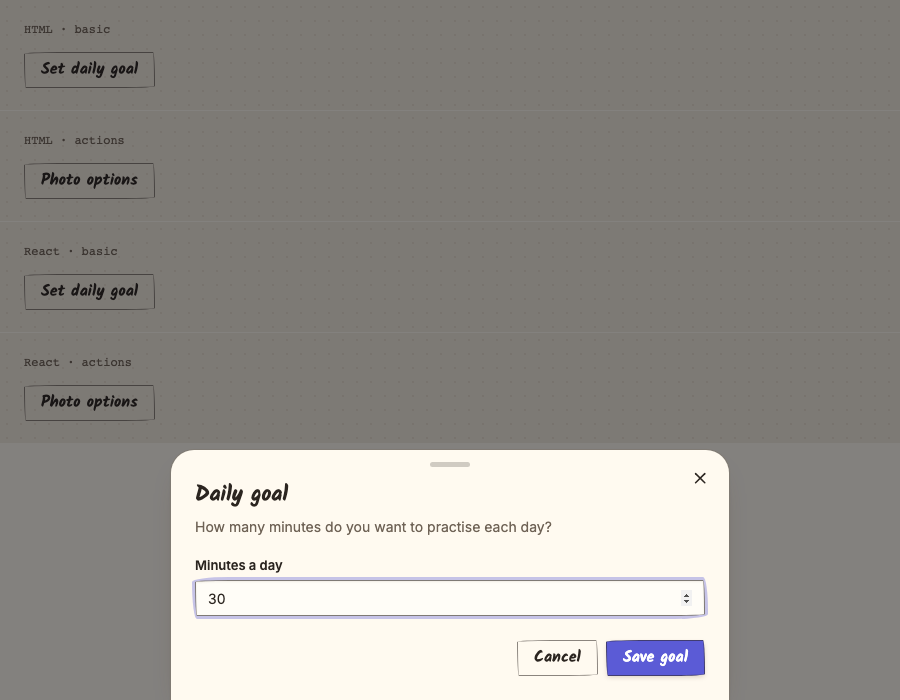 HTML · basic
Set daily goal
HTML · actions
Photo options
React · basic
Set daily goal
React · actions
Photo options
Daily goal
How many minutes do you want to practise each day?
Minutes a day
30
Cancel
Save goal